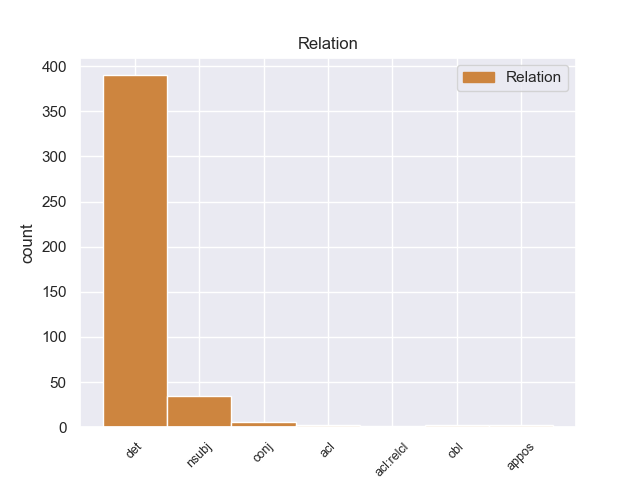 Relation
Relation
400
350
300
250
200
150
100
50
0
count
det
nsubj
conj
acl
acl:relcl
obl
appos